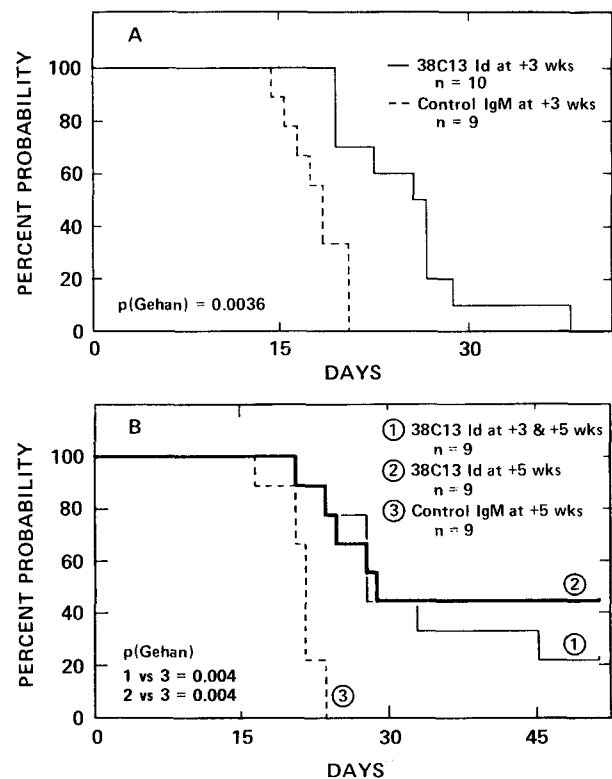 A
PERCENT PROBABILITY
100
80
60
40
20
0
38C13 Id at +3 wks
n = 10
Control IgM at +3 wks
n = 9
p(Gehan) = 0.0036
0
15
30
DAYS
B
PERCENT PROBABILITY
100
80
60
40
20
0
① 38C13 Id at +3 & +5 wks
n = 9
② 38C13 Id at +5 wks
n = 9
③ Control IgM at +5 wks
n = 9
②
①
③
p(Gehan)
1 vs 3 = 0.004
2 vs 3 = 0.004
0
15
30
45
DAYS